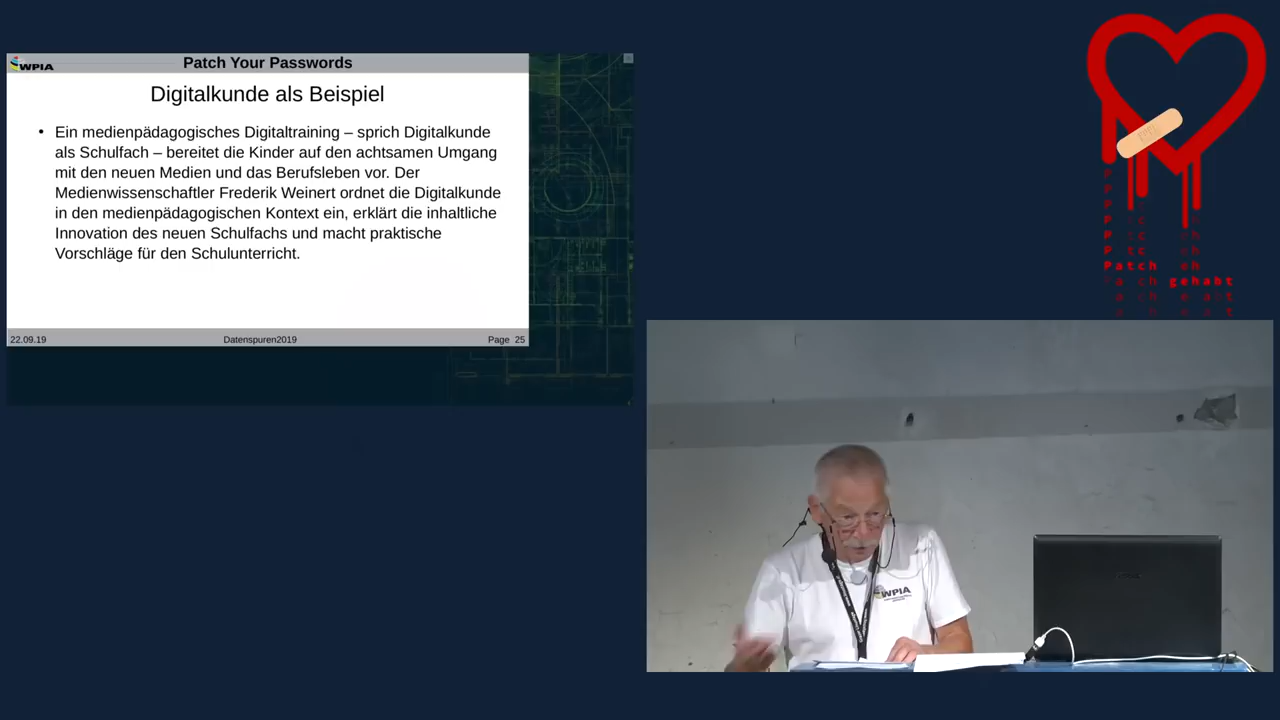 WPIA
Patch Your Passwords
Digitalkunde als Beispiel
• Ein medienpädagogisches Digitaltraining – sprich Digitalkunde
als Schulfach – bereitet die Kinder auf den achtsamen Umgang
mit den neuen Medien und das Berufsleben vor. Der
Medienwissenschaftler Frederik Weinert ordnet die Digitalkunde
in den medienpädagogischen Kontext ein, erklärt die inhaltliche
Innovation des neuen Schulfachs und macht praktische
Vorschläge für den Schulunterricht.
22.09.19
Datenspuren2019
Page 25
Patch gehabt
WPIA